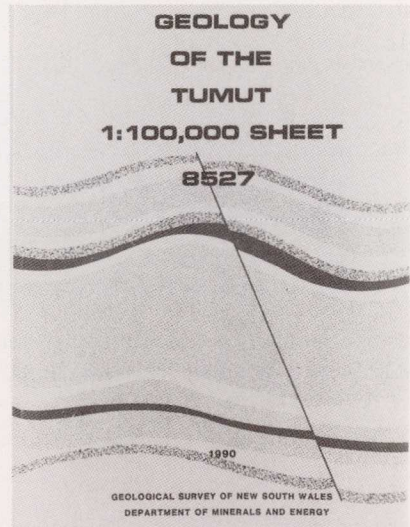 GEOLOGY
OF THE
TUMUT
1:100,000 SHEET
8527
1990
GEOLOGICAL SURVEY OF NEW SOUTH WALES
DEPARTMENT OF MINERALS AND ENERGY